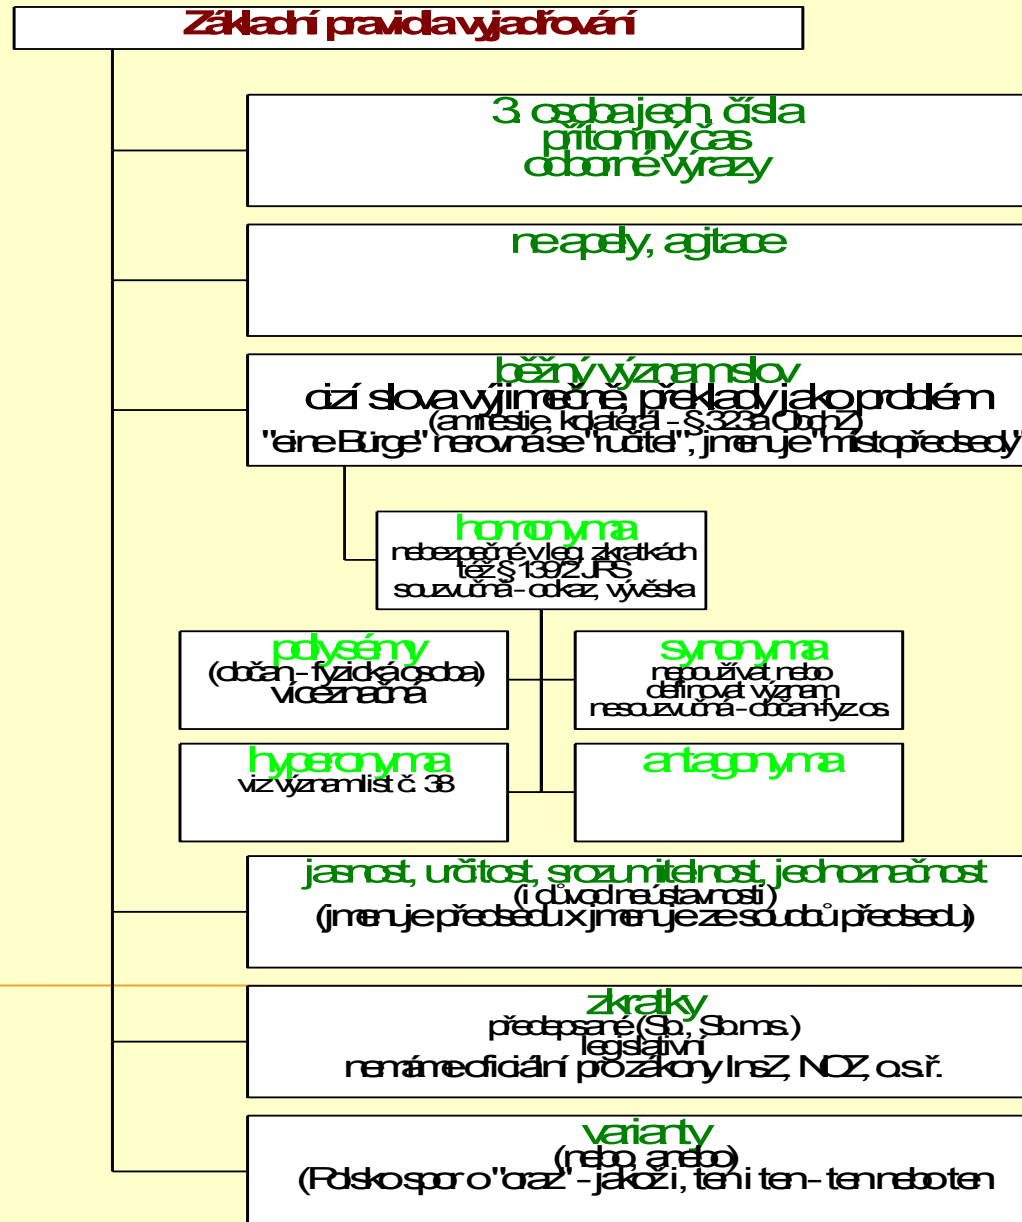 Základní pravidla vyjadřování
3. osoba jedn, čísla
přítomný čas
odborné výrazy
ne apely, agitace
běžný význam slov
cizí slova výjimečně, překlady jako problém
(amnestie, kolaterál - § 323a ObchZ)
"eine Bürge" nerovná se "ručitel", jmenuje "místopředsedy"
homonyma
nebezpečné v leg. zkratkách
též § 139/2 JŘS
souzvučná - odkaz, vývěska
polysémy
(občan - fyzická osoba)
víceznačná
synonyma
nepoužívat nebo
definovat význam
nesouzvučná - občan-fyz.os.
hyperonyma
viz význam list č. 38
antagonyma
jasnost, určitost, srozumitelnost, jednoznačnost
(i důvod neústavnosti)
(jmenuje předsedu x jmenuje ze soudců předsedu)
zkratky
předepsané (Sb., Sb.m.s.)
legislativní
nemáme oficiální pro zákony InsZ, NOZ, o.s.ř.
varianty
(nebo, anebo)
(Polsko spor o "oraz" - jakož i, ten i ten - ten nebo ten